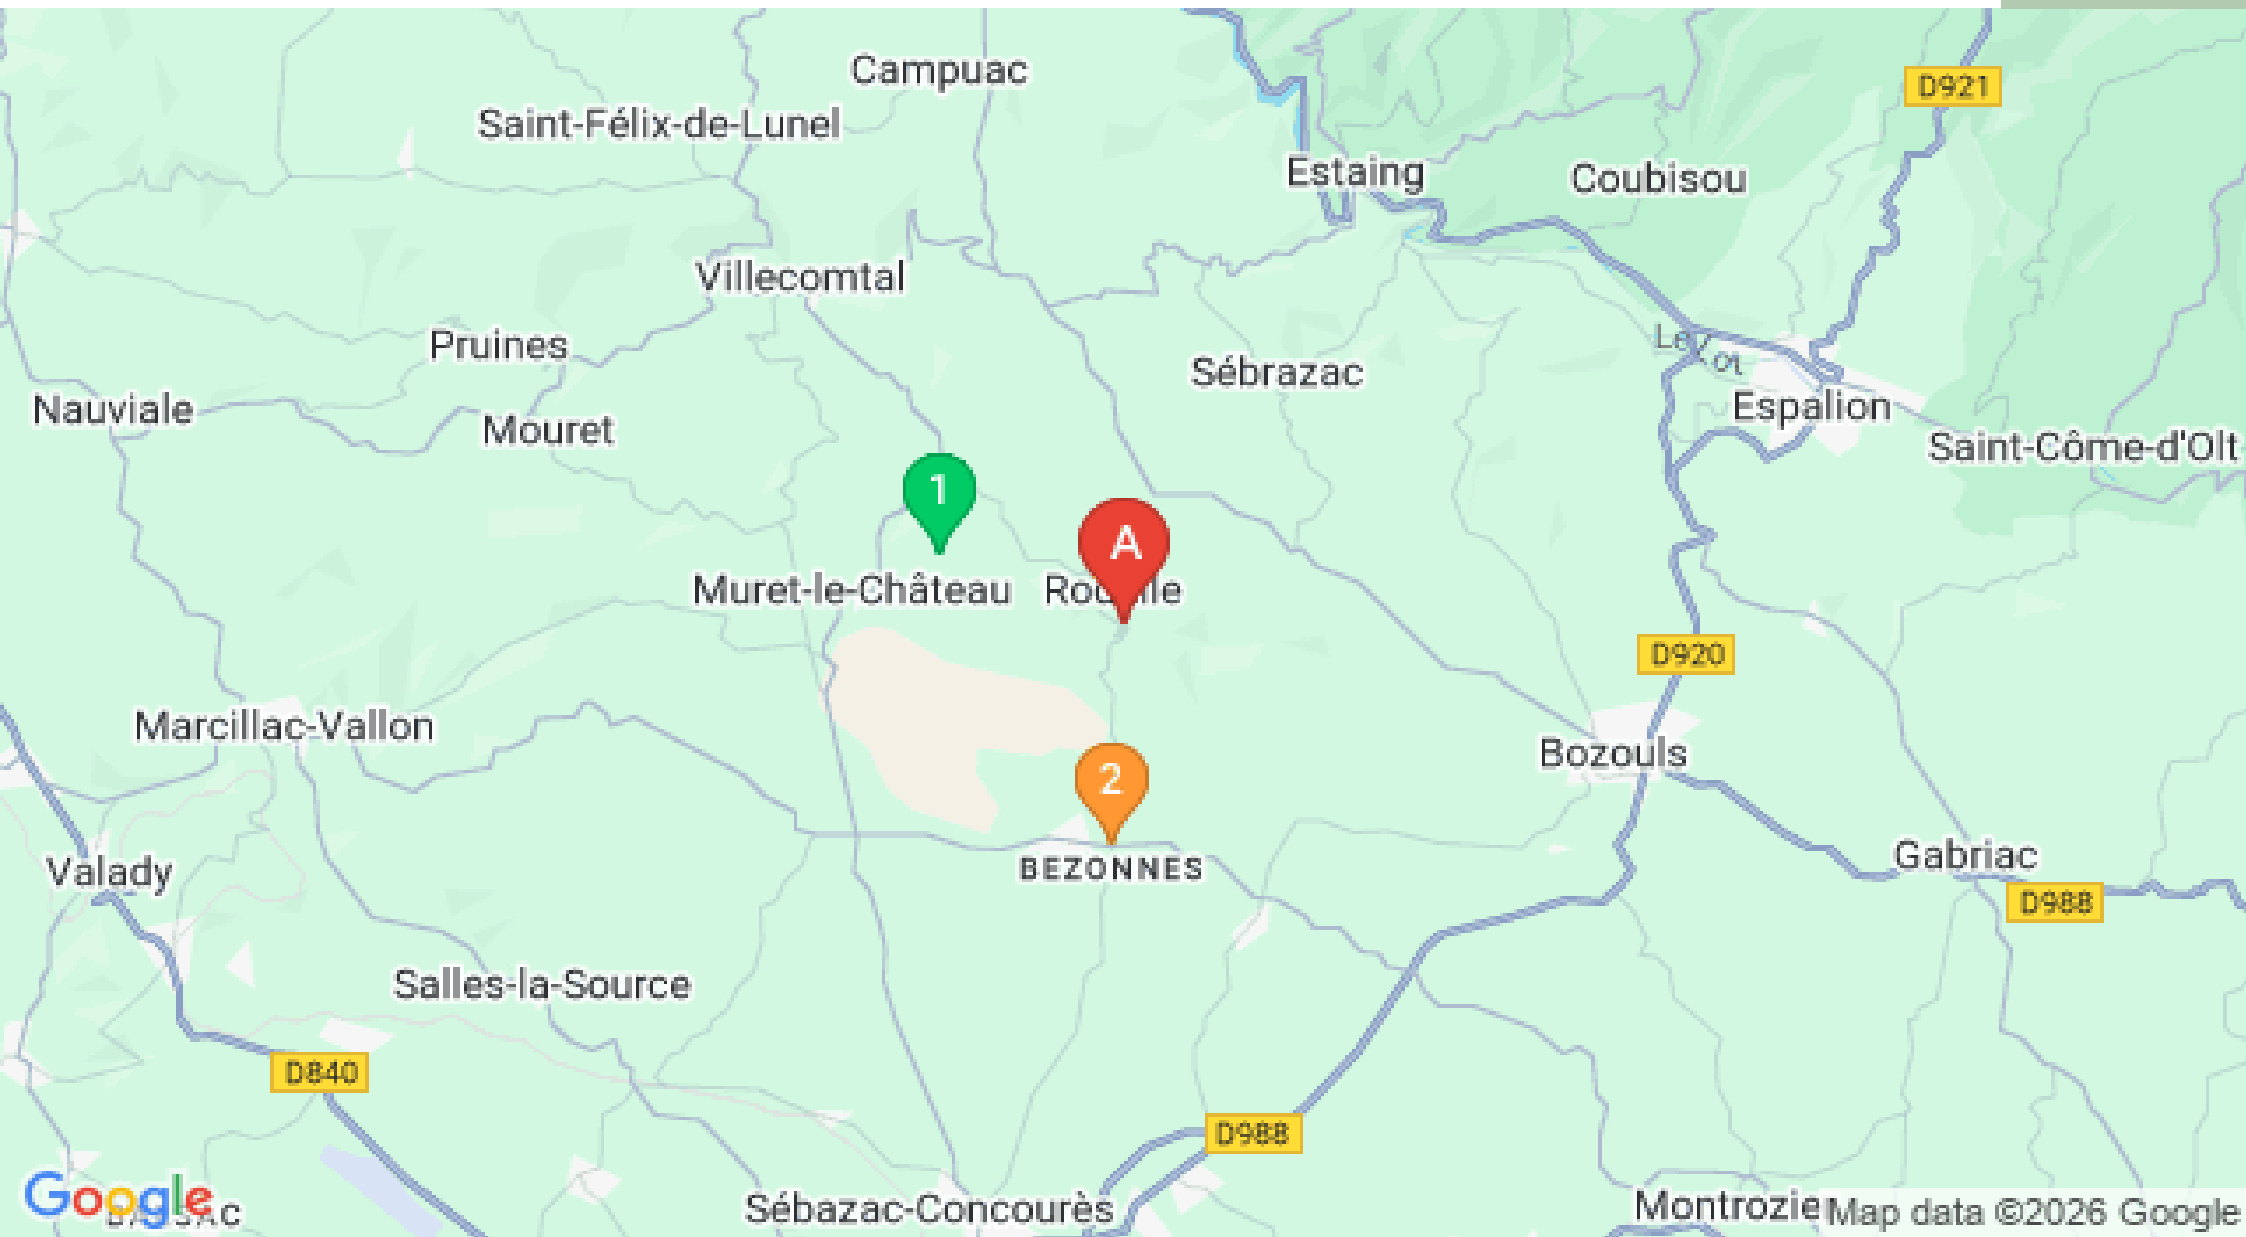 Campuac
D921
Saint-Félix-de-Lunel
Estaing
Coubisou
Villecomtal
Le Lot
Pruines
Sébrazac
Nauviale
Espalion
Mouret
Saint-Côme-d'Olt
1
A
Muret-le-Château
D920
Marcillac-Vallon
Bozouls
2
Gabriac
BEZONNES
Valady
D988
Salles-la-Source
D840
D988
Google
Sébazac-Concourès
Map data ©2026 Google